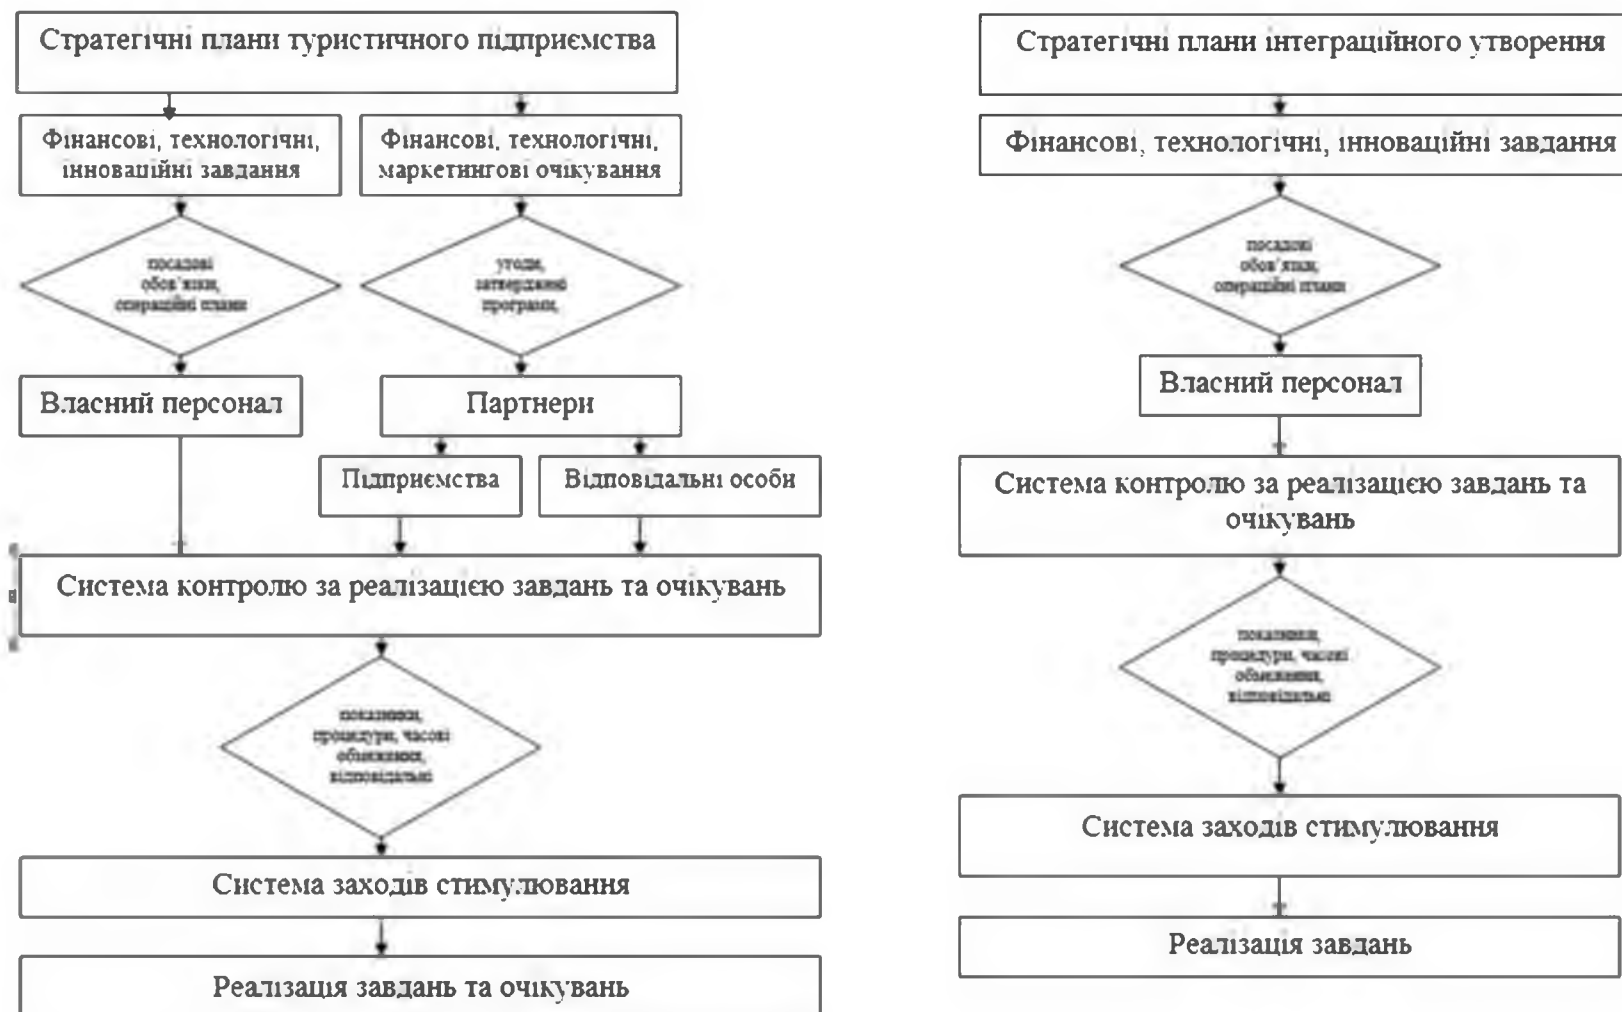 Стратегічні плани туристичного підприємства
Фінансові, технологічні,
інноваційні завдання
Фінансові, технологічні,
маркетингові очікування
посадові
обов'язки,
операційні плани
угоди,
затверджені
програми,
Власний персонал
Партнери
Підприємства
Відповідальні особи
Система контролю за реалізацією завдань та очікувань
показники,
процедури, часові
обмеження,
відповідальні
Система заходів стимулювання
Реалізація завдань та очікувань
Стратегічні плани інтеграційного утворення
Фінансові, технологічні, інноваційні завдання
посадові
обов'язки,
операційні плани
Власний персонал
Система контролю за реалізацією завдань та
очікувань
показники,
процедури, часові
обмеження,
відповідальні
Система заходів стимулювання
Реалізація завдань